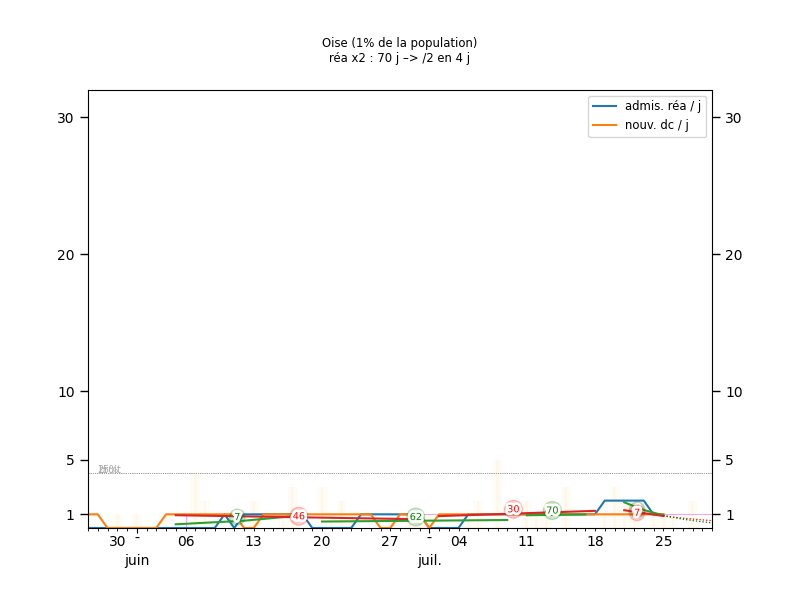 Oise (1% de la population)
réa x2 : 70 j –> /2 en 4 j
admis. réa / j
nouv. dc / j
30 30
20 20
10 10
5 5
1 1
7 46 62 30 70 7
30 - 06 13 20 27 - 04 11 18 25
juin juil.